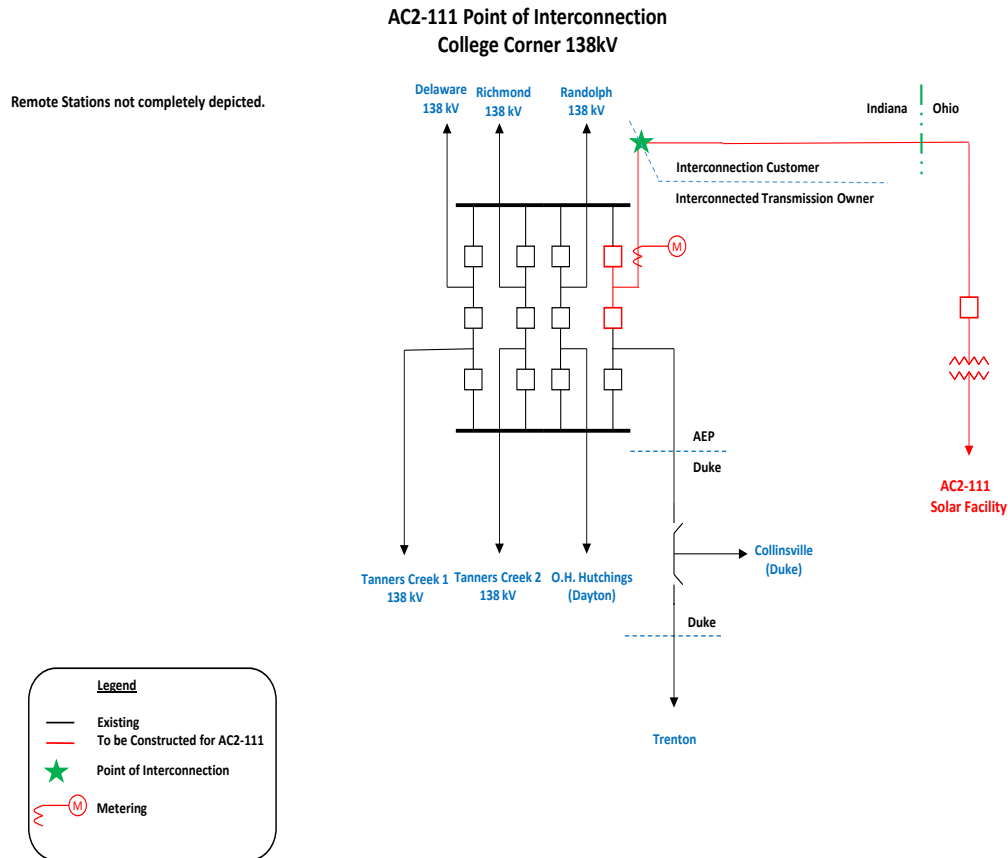 AC2-111 Point of Interconnection
College Corner 138kV
Remote Stations not completely depicted.
Delaware
138 kV
Richmond
138 kV
Randolph
138 kV
Indiana
Ohio
Interconnection Customer
Interconnected Transmission Owner
M
AEP
Duke
AC2-111
Solar Facility
Collinsville
(Duke)
Tanners Creek 1
138 kV
Tanners Creek 2
138 kV
O.H. Hutchings
(Dayton)
Duke
Trenton
Legend
Existing
To be Constructed for AC2-111
Point of Interconnection
M
Metering